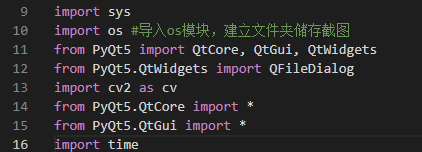 9 import sys
10 import os #导入os模块，建立文件夹储存截图
11 from PyQt5 import QtCore, QtGui, QtWidgets
12 from PyQt5.QtWidgets import QFileDialog
13 import cv2 as cv
14 from PyQt5.QtCore import *
15 from PyQt5.QtGui import *
16 import time